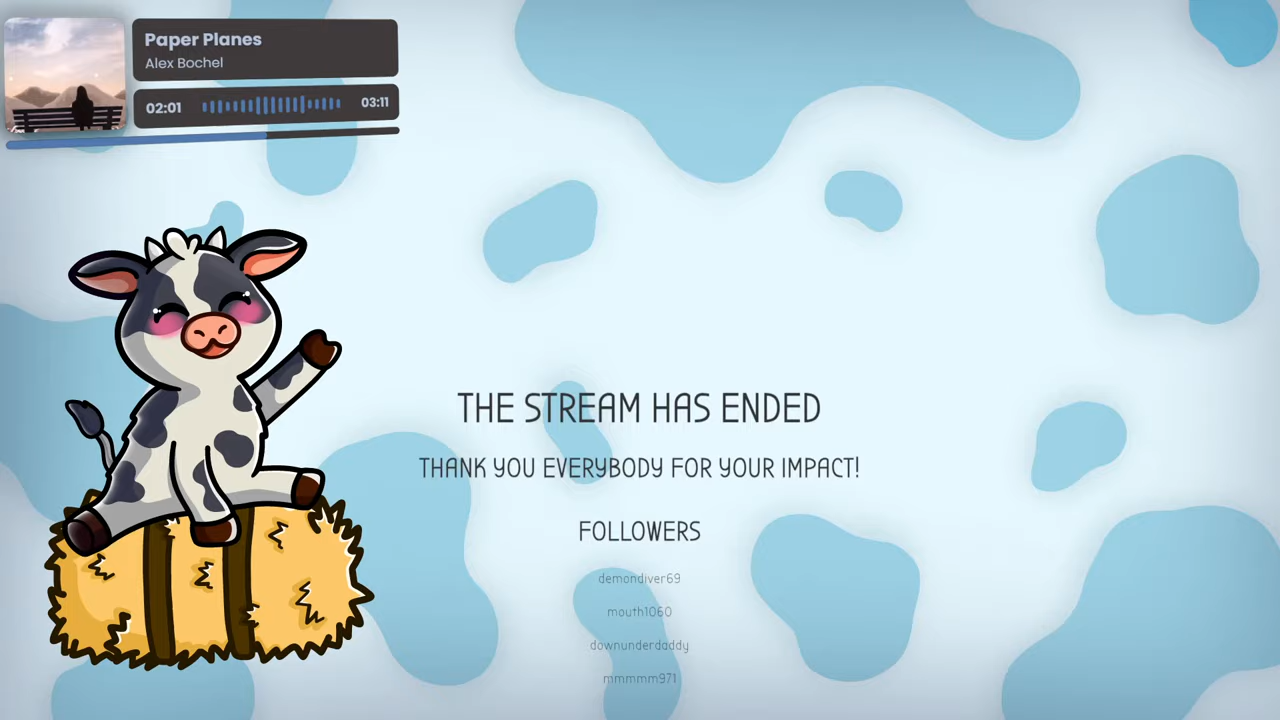 Paper Planes
Alex Bochel
02:01
03:11
THE STREAM HAS ENDED
THANK YOU EVERYBODY FOR YOUR IMPACT!
FOLLOWERS
demondiver69
mouth1060
downunderdaddy
mmmmm971